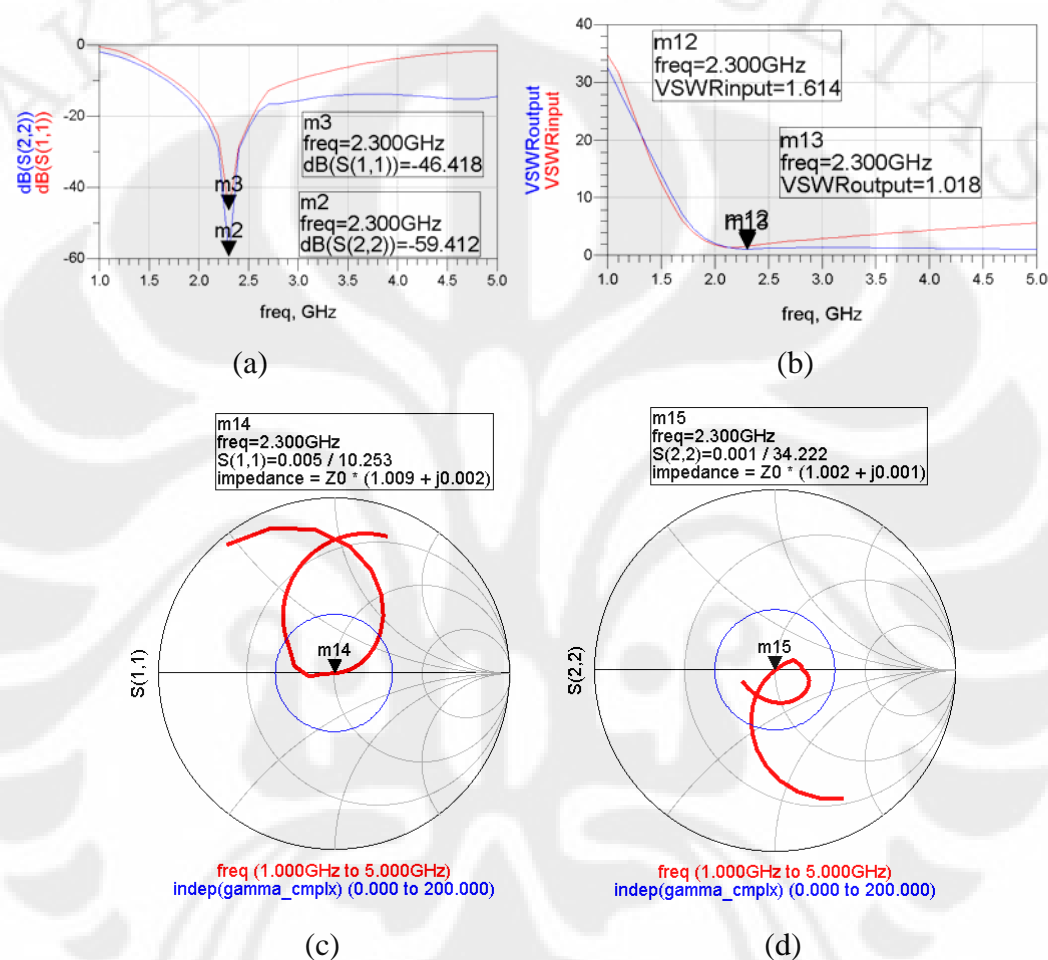 0
-20
-40
-60
dB(S(2,2))
dB(S(1,1))
m3
freq=2.300GHz
dB(S(1,1))=-46.418
m2
freq=2.300GHz
dB(S(2,2))=-59.412
m3
m2
1.0 1.5 2.0 2.5 3.0 3.5 4.0 4.5 5.0
freq, GHz
(a)
40
30
20
10
0
VSWRoutput
VSWRinput
m12
freq=2.300GHz
VSWRinput=1.614
m13
freq=2.300GHz
VSWRoutput=1.018
1.0 1.5 2.0 2.5 3.0 3.5 4.0 4.5 5.0
freq, GHz
(b)
m14
freq=2.300GHz
S(1,1)=0.005 / 10.253
impedance = Z0 * (1.009 + j0.002)
S(1,1)
m14
freq (1.000GHz to 5.000GHz)
indep(gamma_cmplx) (0.000 to 200.000)
(c)
m15
freq=2.300GHz
S(2,2)=0.001 / 34.222
impedance = Z0 * (1.002 + j0.001)
S(2,2)
m15
freq (1.000GHz to 5.000GHz)
indep(gamma_cmplx) (0.000 to 200.000)
(d)